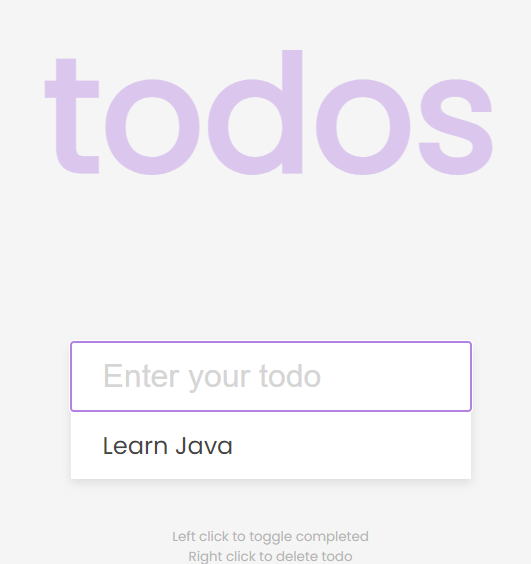 todos
Enter your todo
Learn Java
Left click to toggle completed
Right click to delete todo